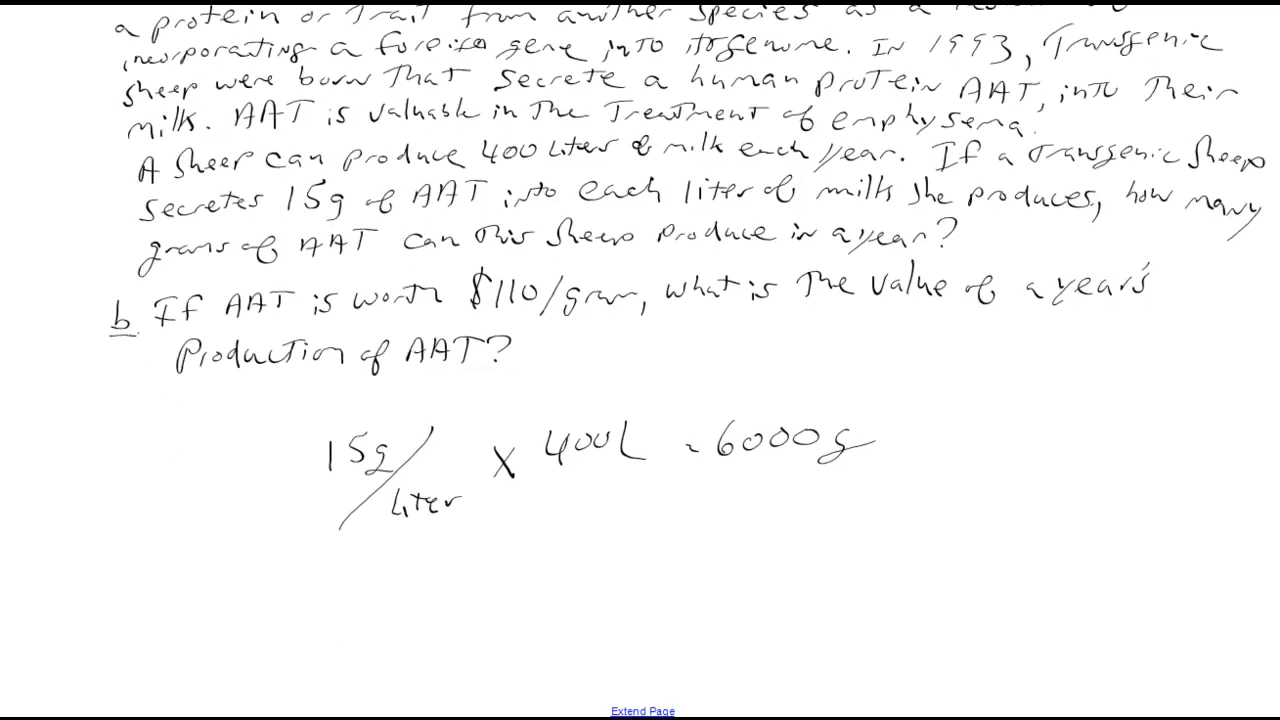 a protein or Trait from another species as a
incorporating a foreign gene into its genome. In 1993, Transgenic
sheep were born That secrete a human protein AAT, into Their
milk. AAT is valuable in The Treatment of emphysema.
A sheep can produce 400 Liters of milk each year. If a Transgenic sheep
secretes 15g of AAT into each liter of milk she produces, how many
grams of AAT can this sheep produce in a year?
b. If AAT is worth $110/gram, what is The value of a year's
Production of AAT?
15g/Liter x 400L = 6000g
Extend Page